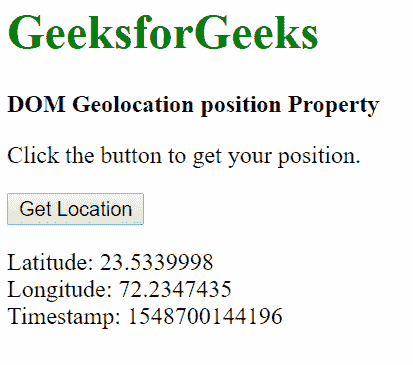 GeeksforGeeks
DOM Geolocation position Property
Click the button to get your position.
Get Location
Latitude: 23.5339998
Longitude: 72.2347435
Timestamp: 1548700144196